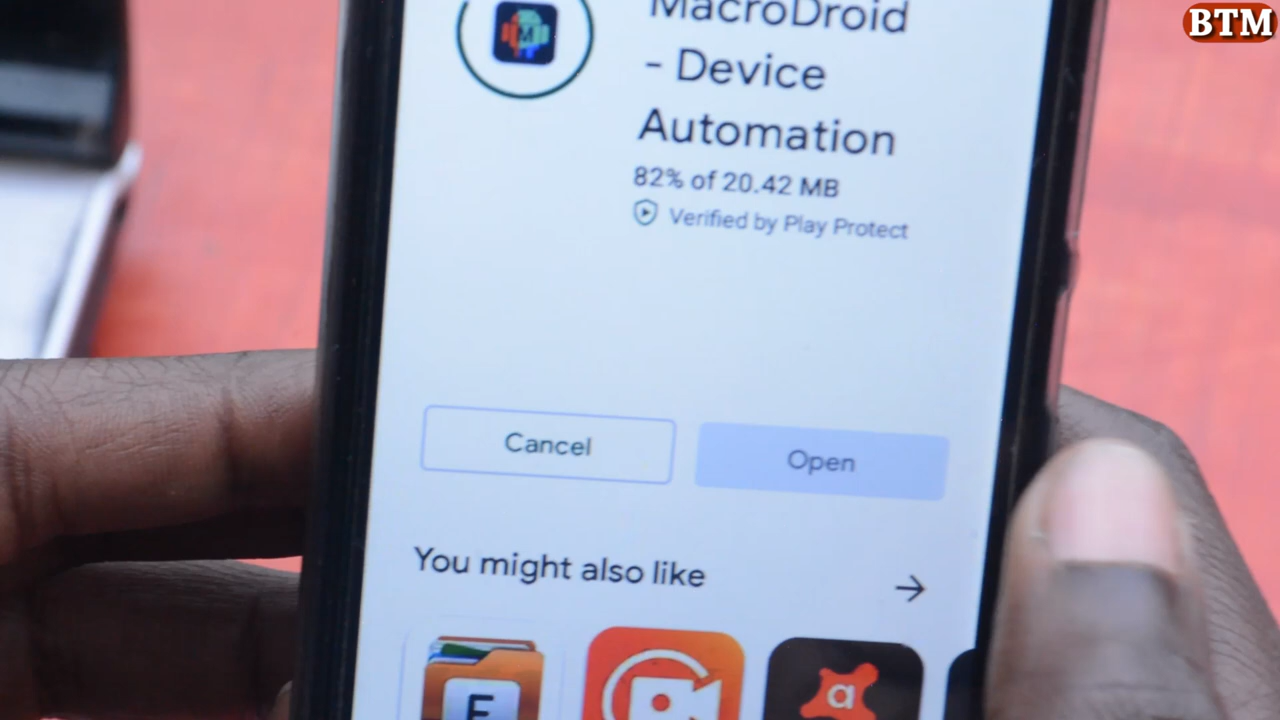 BTM
MacroDroid
- Device
Automation
82% of 20.42 MB
Verified by Play Protect
Cancel
Open
You might also like
M
E
a